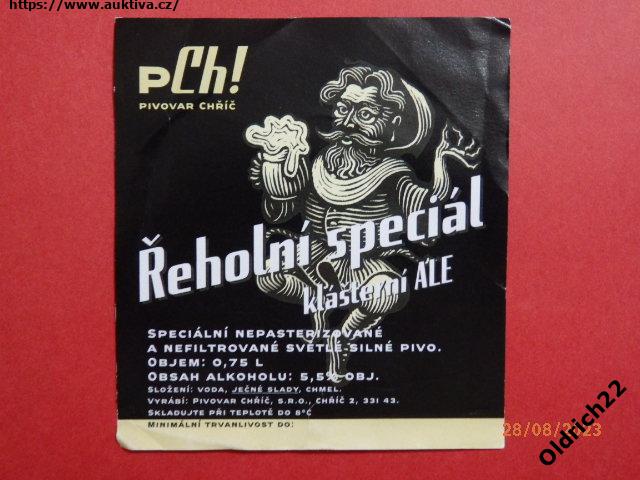 https://www.auktiva.cz/
PCh!
PIVOVAR CHŘÍČ
Řeholní speciál
klášterní ALE
SPECIÁLNÍ NEPASTERIZOVANÉ
A NEFILTROVANÉ SVĚTLÉ SILNÉ PIVO.
OBJEM: 0,75 L
OBSAH ALKOHOLU: 5,5% OBJ.
SLOŽENÍ: VODA, JEČNÉ SLADY, CHMEL.
VYRÁBÍ: PIVOVAR CHŘÍČ, S.R.O., CHŘÍČ 2, 331 43.
SKLADUJTE PŘI TEPLOTĚ DO 8°C
MINIMÁLNÍ TRVANLIVOST DO:
28/08/2023
Oldrich22